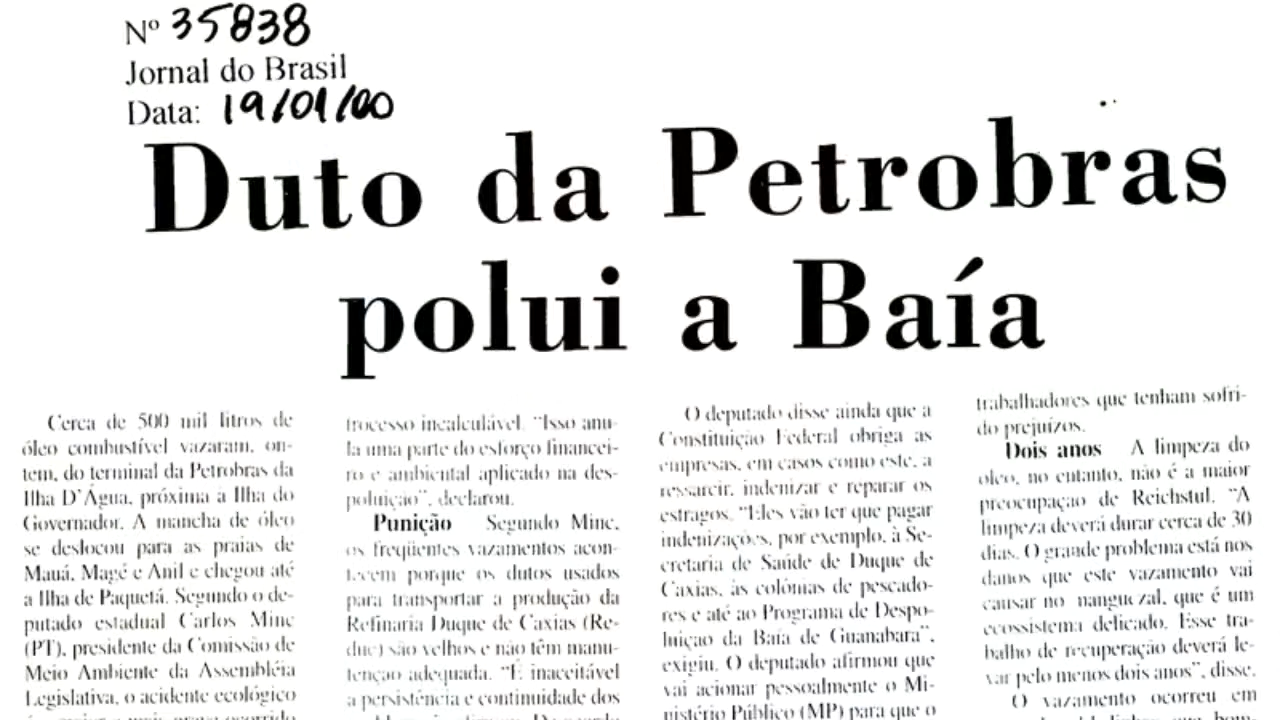 Nº 35838
Jornal do Brasil
Data: 19/01/00
Duto da Petrobras
polui a Baía
Cerca de 500 mil litros de
óleo combustível vazaram, on-
tem, do terminal da Petrobras da
Ilha D'Água, próxima à Ilha do
Governador. A mancha de óleo
se deslocou para as praias de
Mauá, Magé e Anil e chegou até
a Ilha de Paquetá. Segundo o de-
putado estadual Carlos Minc
(PT), presidente da Comissão de
Meio Ambiente da Assembléia
Legislativa, o acidente ecológico
trocesso incalculável. "Isso anu-
la uma parte do esforço financei-
ro e ambiental aplicado na des-
poluição", declarou.
Punição Segundo Minc,
os freqüentes vazamentos acon-
tecem porque os dutos usados
para transportar a produção da
Refinaria Duque de Caxias (Re-
duc) são velhos e não têm manu-
tenção adequada. "É inaceitável
a persistência e continuidade dos
O deputado disse ainda que a
Constituição Federal obriga as
empresas, em casos como este, a
ressarcir, indenizar e reparar os
estragos. "Eles vão ter que pagar
indenizações, por exemplo, à Se-
cretaria de Saúde de Duque de
Caxias, às colônias de pescado-
res e até ao Programa de Despo-
luição da Baía de Guanabara",
exigiu. O deputado afirmou que
vai acionar pessoalmente o Mi-
nistério Público (MP) para que o
trabalhadores que tenham sofri-
do prejuízos.
Dois anos A limpeza do
óleo, no entanto, não é a maior
preocupação de Reichstul. "A
limpeza deverá durar cerca de 30
dias. O grande problema está nos
danos que este vazamento vai
causar no manguezal, que é um
ecossistema delicado. Esse tra-
balho de recuperação deverá le-
var pelo menos dois anos", disse.
O vazamento ocorreu em